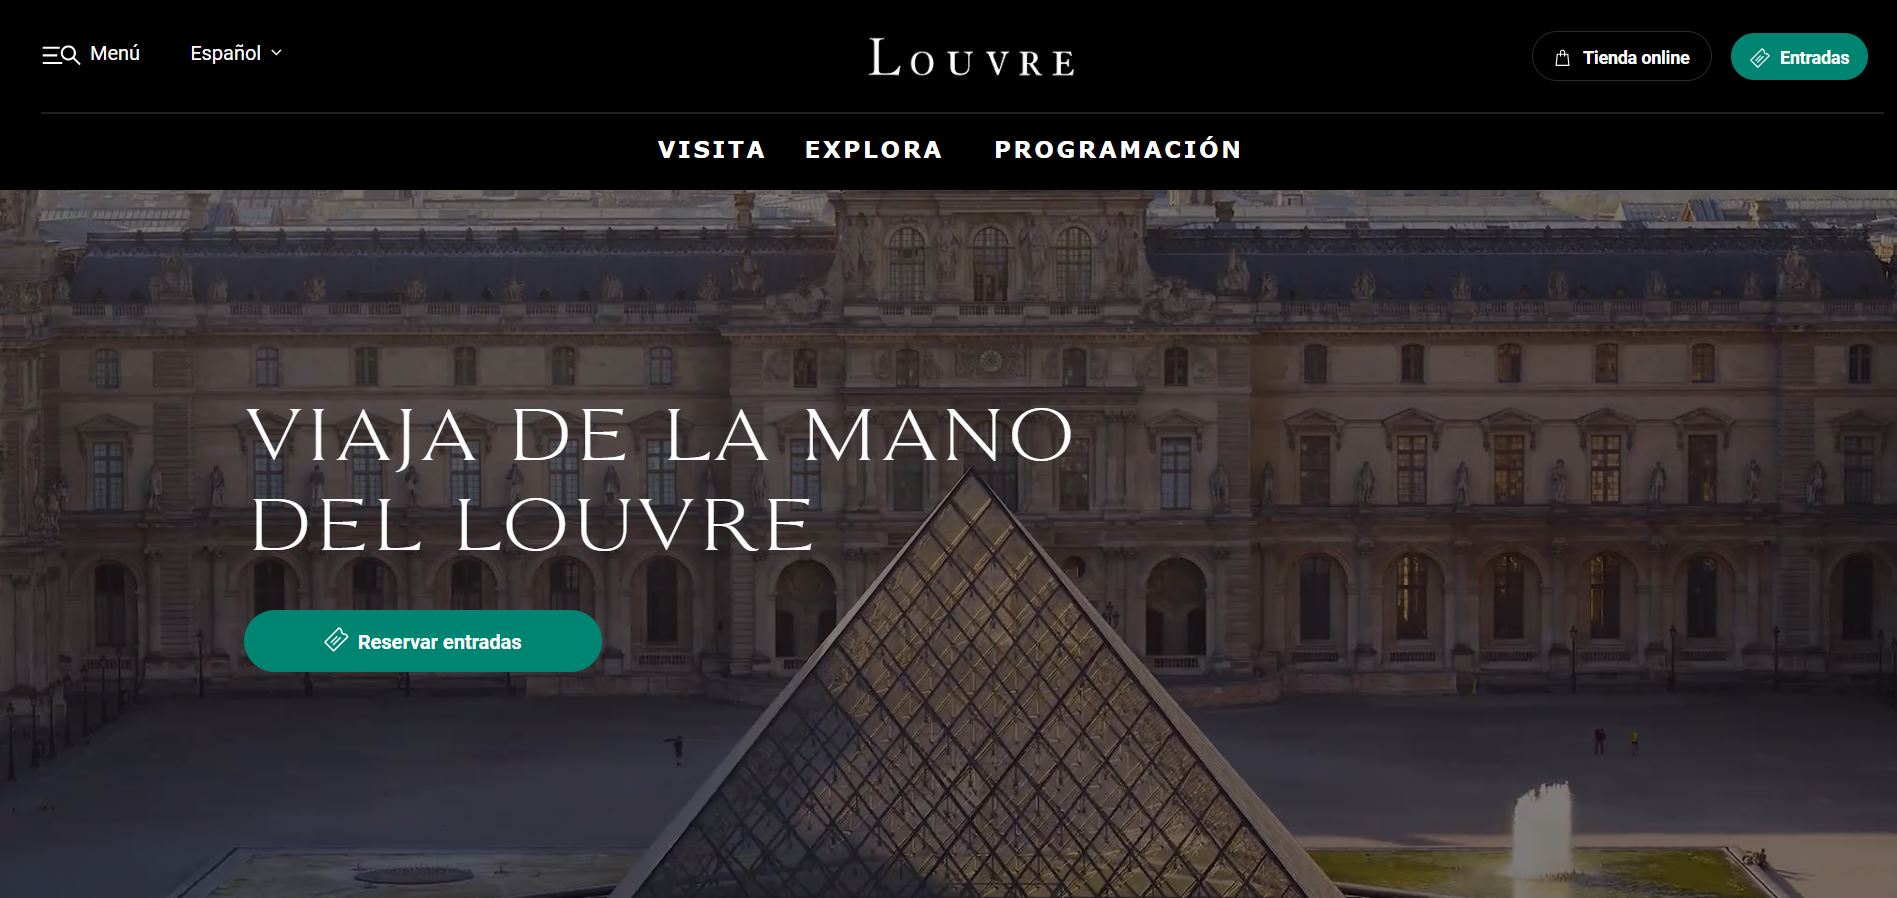 Menú
Español
LOUVRE
Tienda online
Entradas
VISITA
EXPLORA
PROGRAMACIÓN
VIAJA DE LA MANO
DEL LOUVRE
Reservar entradas